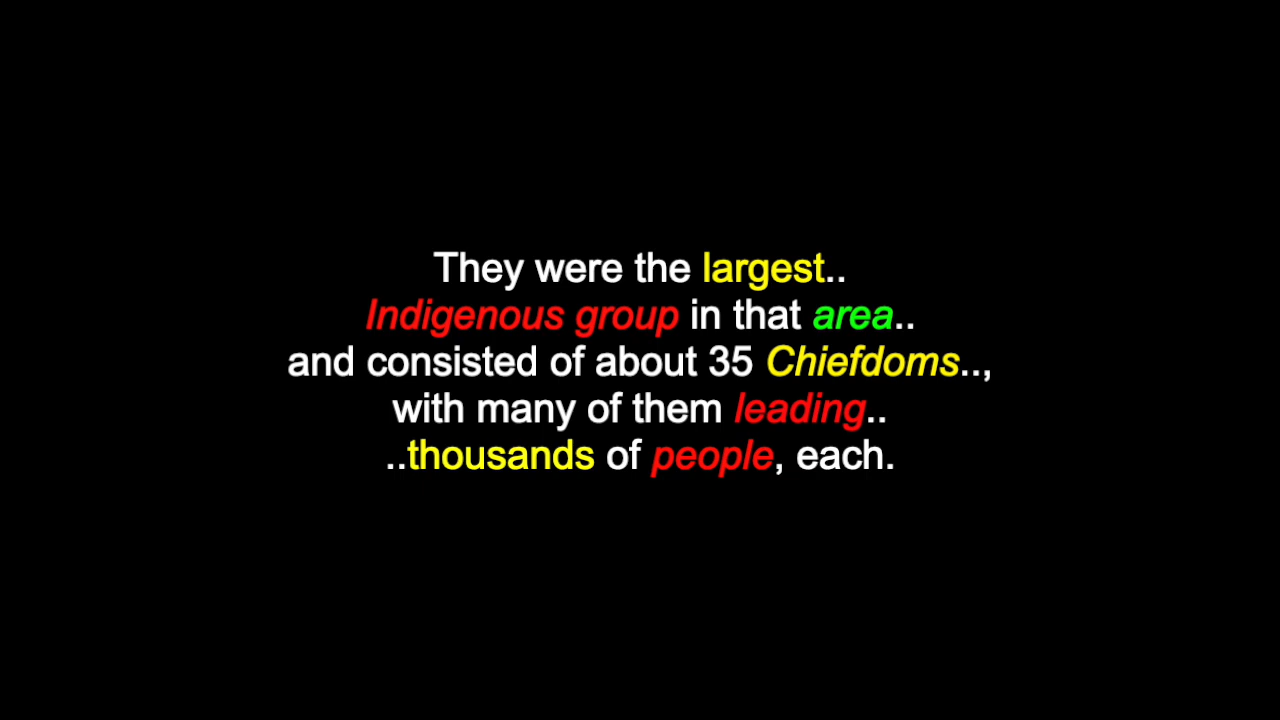 They were the largest..
Indigenous group in that area..
and consisted of about 35 Chiefdoms..,
with many of them leading..
..thousands of people, each.